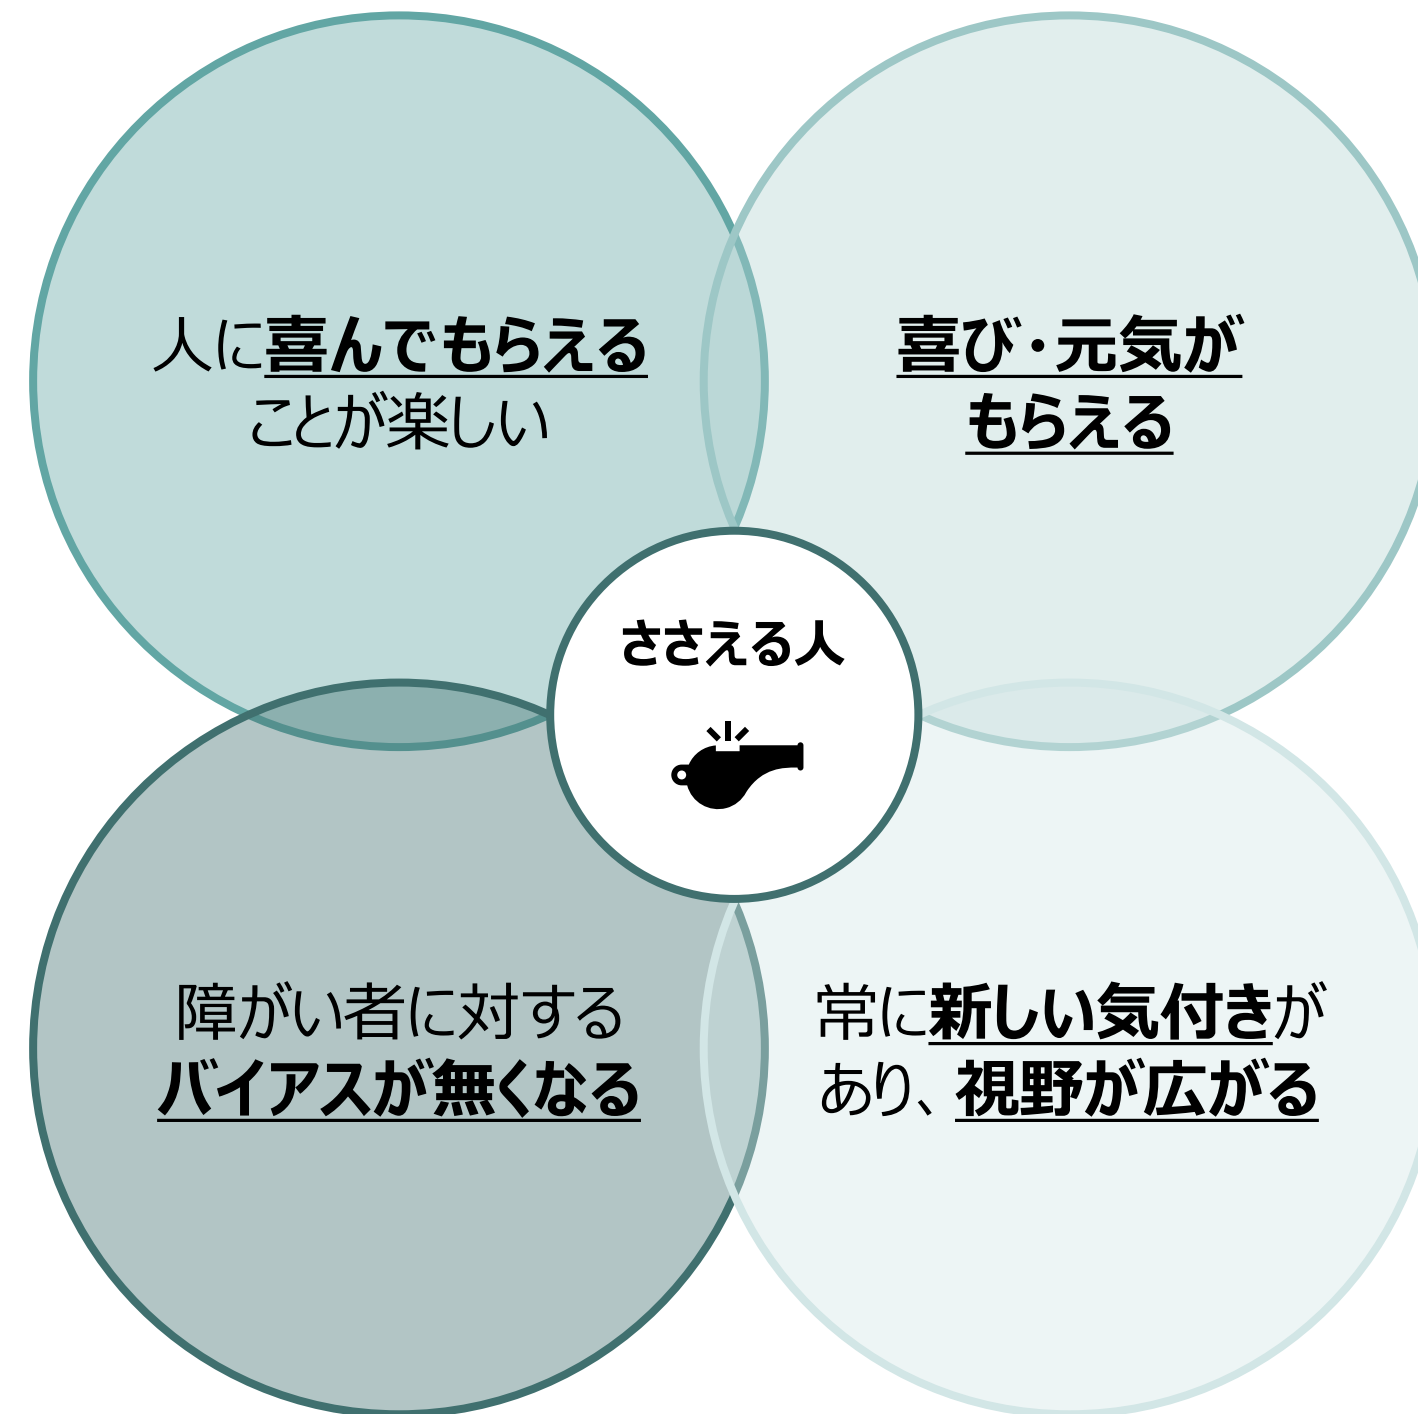 人に喜んでもらえる
ことが楽しい
喜び・元気が
もらえる
ささえる人
障がい者に対する
バイアスが無くなる
常に新しい気付きが
あり、視野が広がる